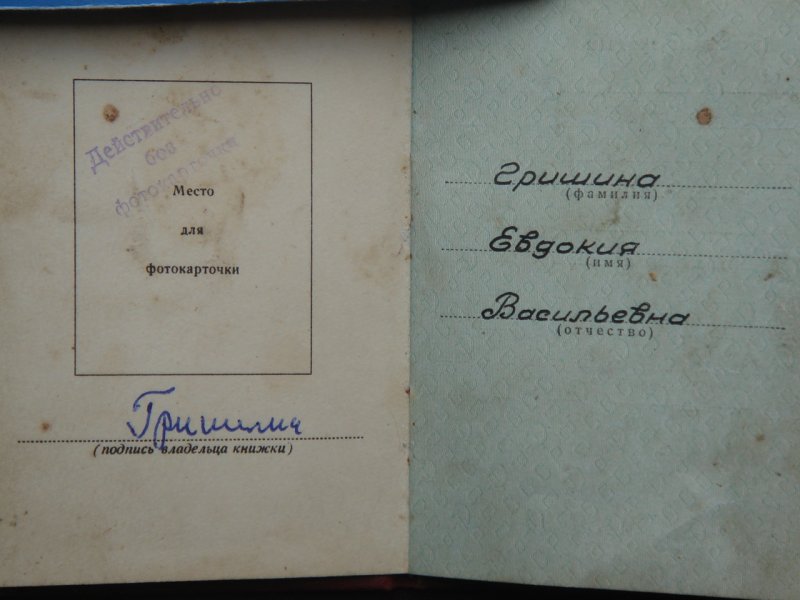 Действительно
без
фотокарточки
Место
для
фотокарточки
Гришина
(подпись владельца книжки)
Гришина
(фамилия)
Евдокия
(имя)
Васильевна
(отчество)